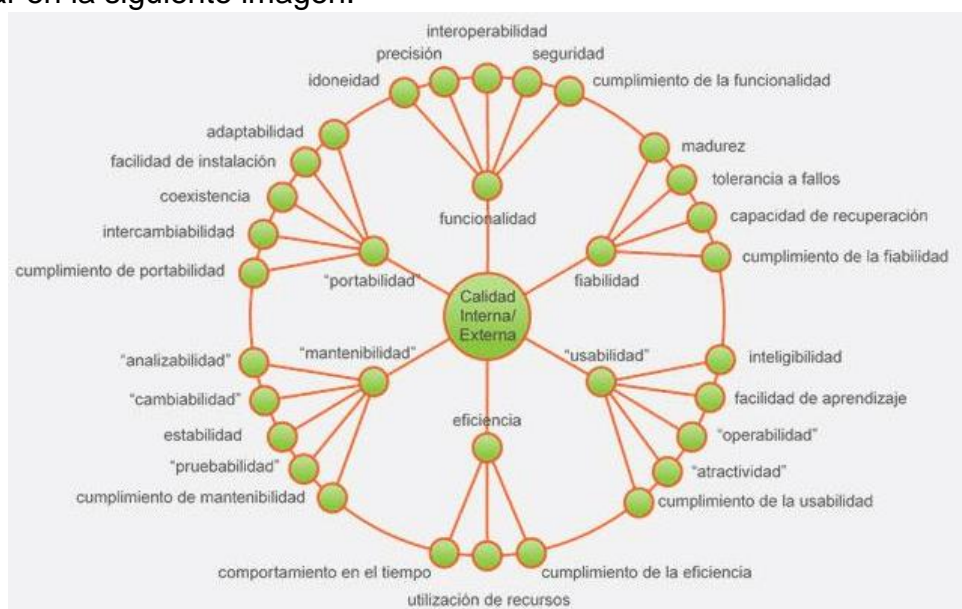 ar en la siguiente imagen.
interoperabilidad
precisión
seguridad
idoneidad
cumplimiento de la funcionalidad
adaptabilidad
facilidad de instalación
coexistencia
intercambiabilidad
cumplimiento de portabilidad
"portabilidad"
funcionalidad
madurez
tolerancia a fallos
capacidad de recuperación
cumplimiento de la fiabilidad
fiabilidad
Calidad
Interna/
Externa
"analizabilidad"
"mantenibilidad"
"cambiabilidad"
estabilidad
"pruebabilidad"
cumplimiento de mantenibilidad
eficiencia
"usabilidad"
inteligibilidad
facilidad de aprendizaje
"operabilidad"
"atractividad"
cumplimiento de la usabilidad
comportamiento en el tiempo
cumplimiento de la eficiencia
utilización de recursos